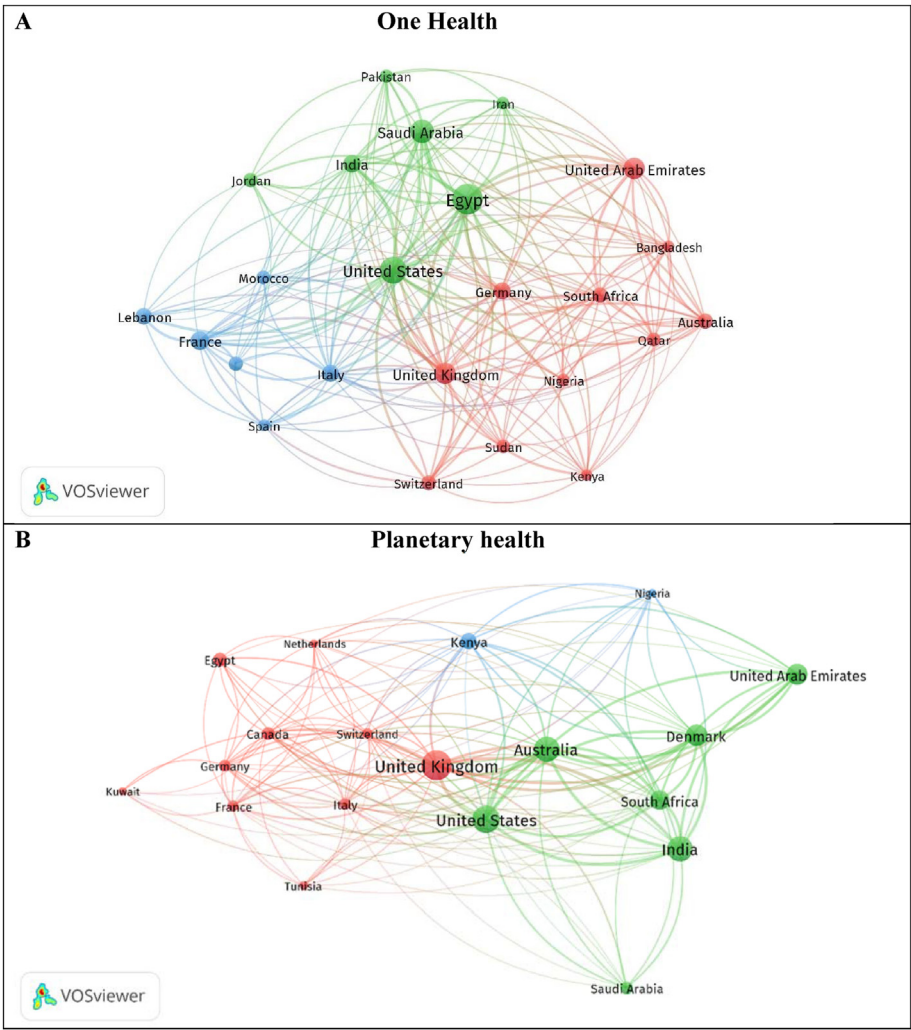 A
One Health
Pakistan
Iran
Saudi Arabia
India
United Arab Emirates
Jordan
Egypt
Bangladesh
United States
Morocco
Germany
South Africa
Lebanon
Australia
France
Qatar
Italy
United Kingdom
Nigeria
Spain
Sudan
Kenya
Switzerland
VOSviewer
B
Planetary health
Nigeria
Netherlands
Kenya
Egypt
United Arab Emirates
Canada
Switzerland
Denmark
Australia
Germany
United Kingdom
Kuwait
France
Italy
South Africa
United States
India
Tunisia
Saudi Arabia
VOSviewer